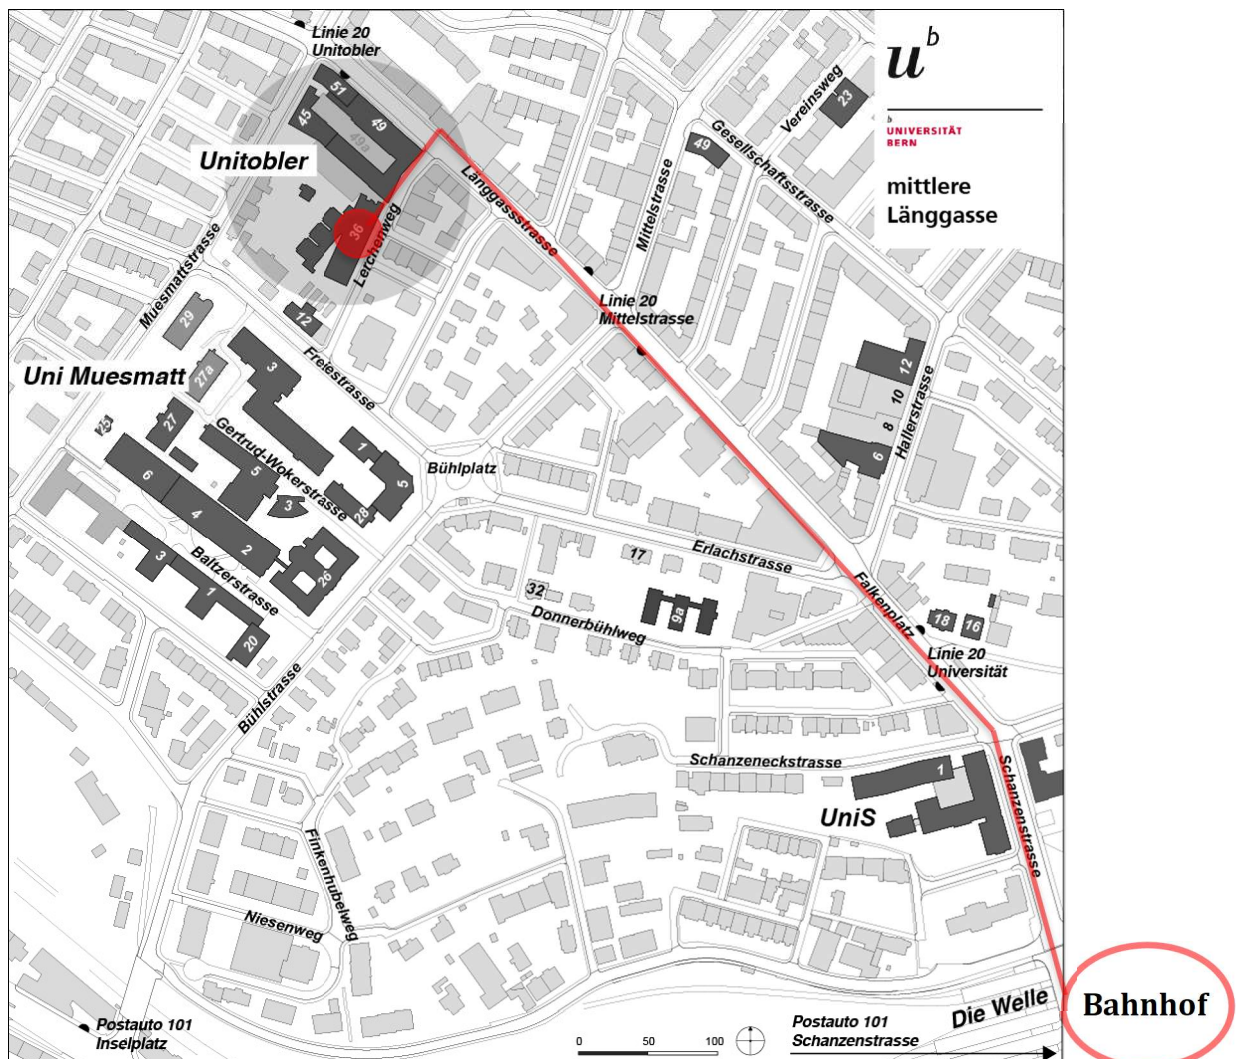 Linie 20
Unitobler
51
45
49
49a
Unitobler
36
Lerchenweg
Länggassstrasse
Mittelstrasse
49
Gesellschaftsstrasse
Vereinsweg
23
u
b
b
UNIVERSITÄT
BERN
mittlere
Länggasse
Muesmattstrasse
29
12
Freiestrasse
Linie 20
Mittelstrasse
Uni Muesmatt
27a
3
25
27
Gertrud-Wokerstrasse
5
1
5
3
28
6
4
2
26
Bühlplatz
12
10
8
6
Hallerstrasse
3
1
20
Baltzerstrasse
Bühlstrasse
17
Erlachstrasse
32
9a
Donnerbühlweg
Falkenplatz
18
16
Linie 20
Universität
Schanzeneckstrasse
1
UniS
Schanzenstrasse
Finkenhubelweg
Niesenweg
Die Welle
Bahnhof
Postauto 101
Inselplatz
0
50
100
Postauto 101
Schanzenstrasse